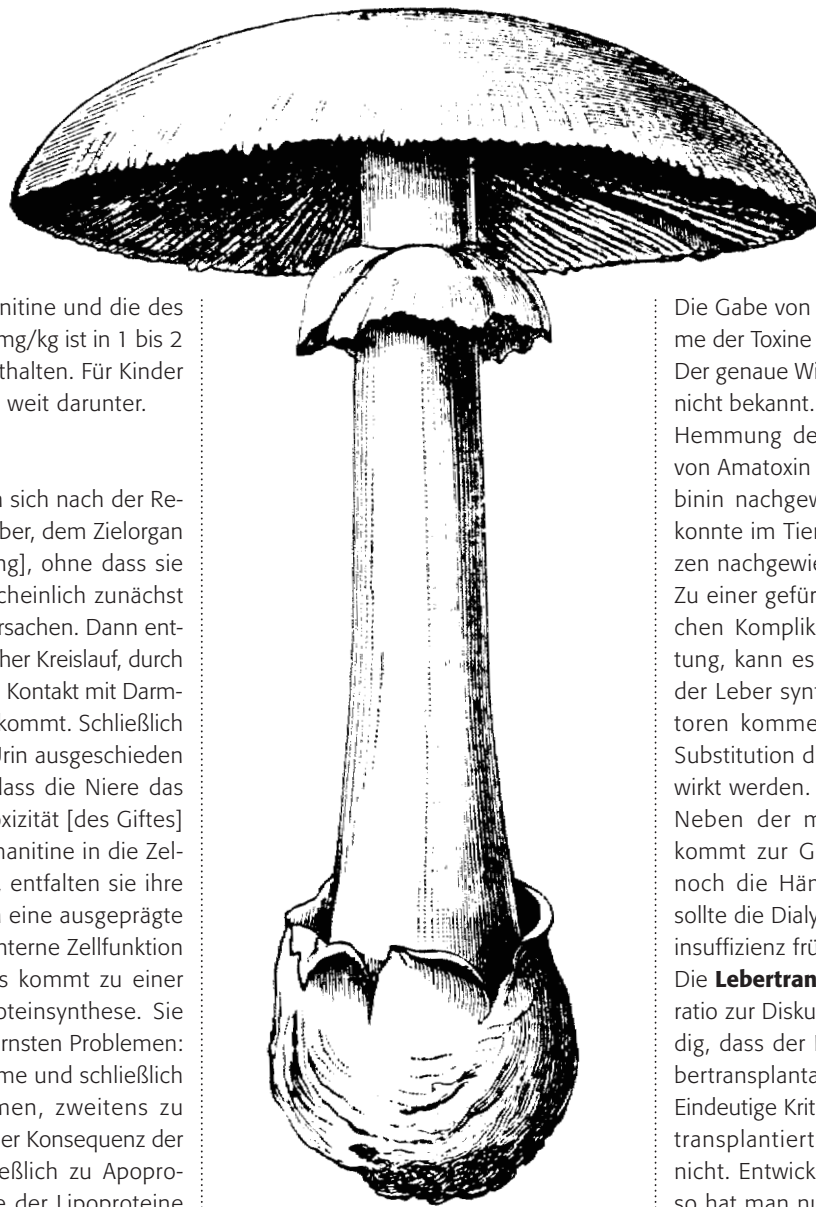 nitine und die des
mg/kg ist in 1 bis 2
thalten. Für Kinder
weit darunter.
sich nach der Re-
ber, dem Zielorgan
ng], ohne dass sie
cheinlich zunächst
rsachen. Dann ent-
her Kreislauf, durch
Kontakt mit Darm-
kommt. Schließlich
Urin ausgeschieden
dass die Niere das
oxizität [des Giftes]
manitine in die Zel-
entfalten sie ihre
eine ausgeprägte
nterne Zellfunktion
s kommt zu einer
oteinsynthese. Sie
rnsten Problemen:
me und schließlich
men, zweitens zu
er Konsequenz der
eßlich zu Apopro-
e der Lipoproteine
Die Gabe von
me der Toxine
Der genaue Wi
nicht bekannt.
Hemmung de
von Amatoxin
binin nachgew
konnte im Tier
zen nachgewie
Zu einer gefür
chen Komplik
tung, kann es
der Leber synt
toren komme
Substitution d
wirkt werden.
Neben der m
kommt zur G
noch die Hän
sollte die Dialy
insuffizienz frü
Die Lebertran
ratio zur Disku
dig, dass der
bertransplanta
Eindeutige Krit
transplantiert
nicht. Entwick
so hat man nu